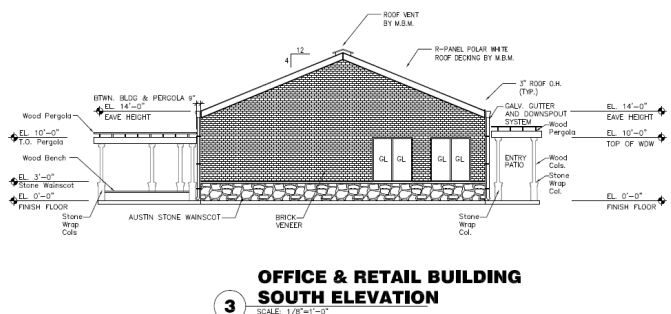 ROOF VENT
BY M.B.M.
12
4
R-PANEL POLAR WHITE
ROOF DECKING BY M.B.M.
BTWN. BLDG & PERGOLA 9"
EL. 14'-0"
EAVE HEIGHT
3" ROOF O.H.
(TYP.)
GALV. GUTTER
AND DOWNSPOUT
SYSTEM
EL. 14'-0"
EAVE HEIGHT
Wood Pergola
EL. 10'-0"
T.O. Pergola
Wood
Pergola
EL. 10'-0"
TOP OF WDW
Wood Bench
GL GL GL GL
ENTRY
PATIO
Wood
Cols.
EL. 3'-0"
Stone Wainscot
Stone
Wrap
Col.
EL. 0'-0"
FINISH FLOOR
EL. 0'-0"
FINISH FLOOR
Stone
Wrap
Cols
AUSTIN STONE WAINSCOT
BRICK
VENEER
Stone
Wrap
Col.
OFFICE & RETAIL BUILDING
3 SOUTH ELEVATION
SCALE: 1/8"=1'-0"